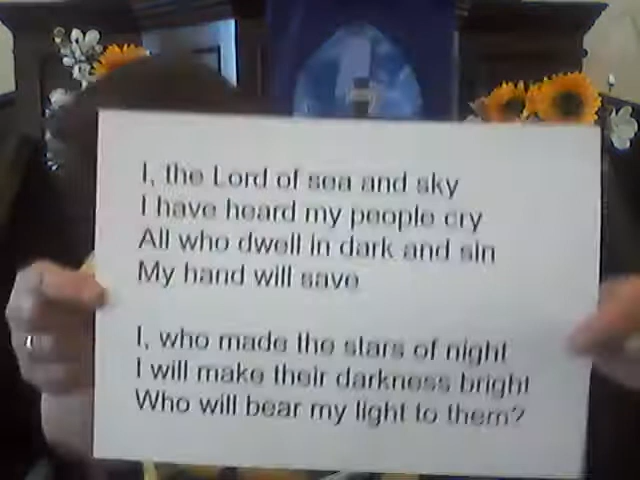 I, the Lord of sea and sky
I have heard my people cry
All who dwell in dark and sin
My hand will save
I, who made the stars of night
I will make their darkness bright
Who will bear my light to them?